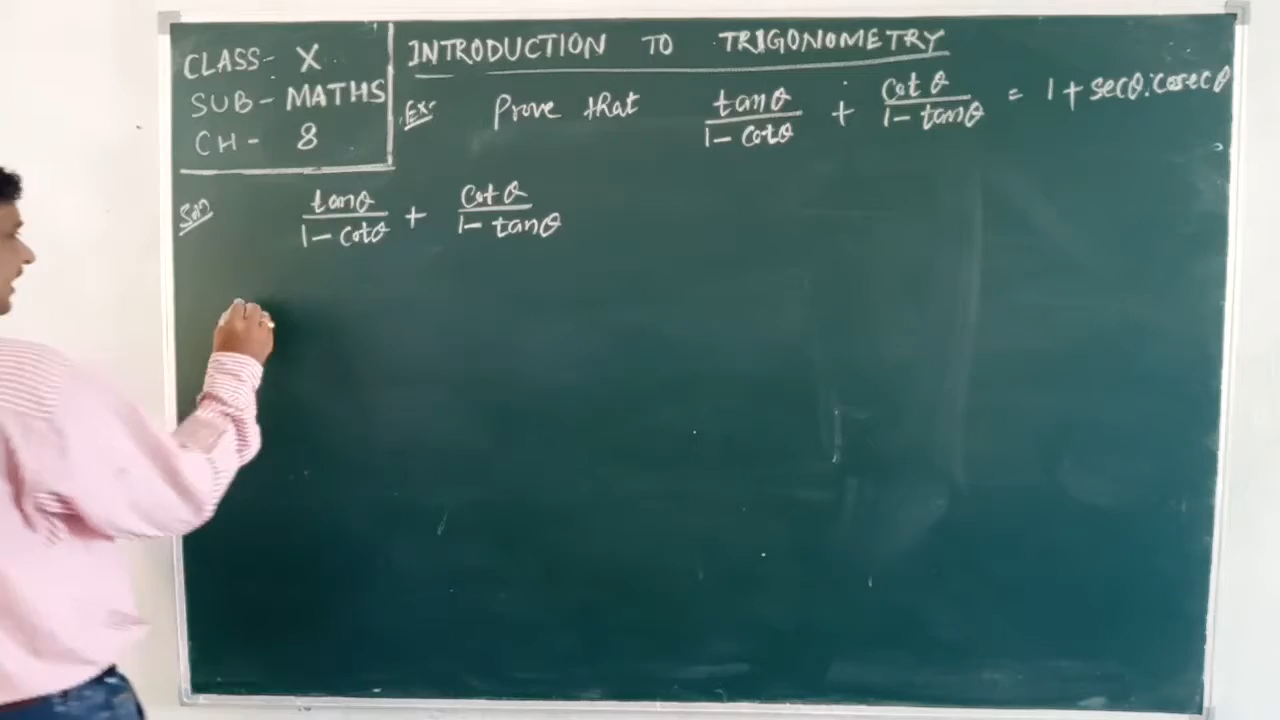 CLASS- X
SUB - MATHS
CH - 8
INTRODUCTION TO TRIGONOMETRY
Ex:- Prove that tanθ/(1 - cotθ) + cotθ/(1 - tanθ) = 1 + secθ.cosecθ
Soln tanθ/(1 - cotθ) + cotθ/(1 - tanθ)